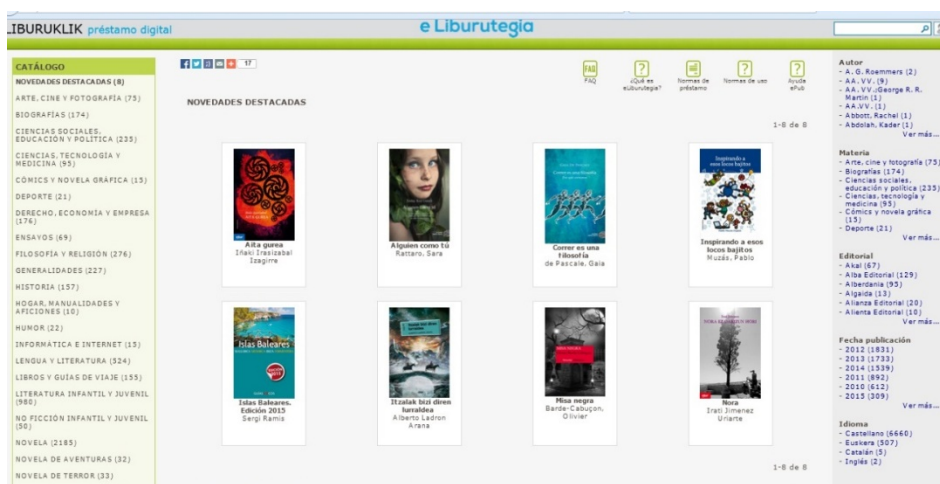 LIBURUKLIK préstamo digital
e Liburutegia
CATÁLOGO
NOVEDADES DESTACADAS (8)
ARTE, CINE Y FOTOGRAFÍA (75)
BIOGRAFÍAS (174)
CIENCIAS SOCIALES,
EDUCACIÓN Y POLÍTICA (235)
CIENCIAS, TECNOLOGÍA Y
MEDICINA (95)
CÓMICS Y NOVELA GRÁFICA (15)
DEPORTE (21)
DERECHO, ECONOMÍA Y EMPRESA
(176)
ENSAYOS (69)
FILOSOFÍA Y RELIGIÓN (276)
GENERALIDADES (227)
HISTORIA (157)
HOGAR, MANUALIDADES Y
AFICIONES (10)
HUMOR (22)
INFORMÁTICA E INTERNET (15)
LENGUA Y LITERATURA (524)
LIBROS Y GUÍAS DE VIAJE (155)
LITERATURA INFANTIL Y JUVENIL
(980)
NO FICCIÓN INFANTIL Y JUVENIL
(50)
NOVELA (2185)
NOVELA DE AVENTURAS (32)
NOVELA DE TERROR (33)
17
FAQ
FAQ
¿Qué es
eLiburutegia?
Normas de
préstamo
Normas de uso
Ayuda
ePub
NOVEDADES DESTACADAS
1-8 de 8
Aita gurea
Iñaki Irasizabal
Izagirre
Alguien como tú
Rattaro, Sara
Correr es una
filosofía
de Pascale, Gaia
Inspirando a
esos locos bajitos
Inspirando a esos
locos bajitos
Muzás, Pablo
Islas Baleares
Islas Baleares.
Edición 2015
Sergi Ramis
Itzalak bizi diren
lurraldea
Alberto Ladron
Arana
Misa negra
Barde-Cabuçon,
Olivier
Nora
Irati Jimenez
Uriarte
1-8 de 8
Autor
- A. G. Roemmers (2)
- AA. VV. (9)
- AA. VV.;George R. R.
Martin (1)
- AA.VV. (1)
- Abbott, Rachel (1)
- Abdolah, Kader (1)
Ver más...
Materia
- Arte, cine y fotografía (75)
- Biografías (174)
- Ciencias sociales,
educación y política (235)
- Ciencias, tecnología y
medicina (95)
- Cómics y novela gráfica
(15)
- Deporte (21)
Ver más...
Editorial
- Akal (67)
- Alba Editorial (129)
- Alberdania (95)
- Algaida (13)
- Alianza Editorial (20)
- Alienta Editorial (10)
Ver más...
Fecha publicación
- 2012 (1831)
- 2013 (1733)
- 2014 (1539)
- 2011 (892)
- 2010 (612)
- 2015 (309)
Ver más...
Idioma
- Castellano (6660)
- Euskera (507)
- Catalán (5)
- Inglés (2)